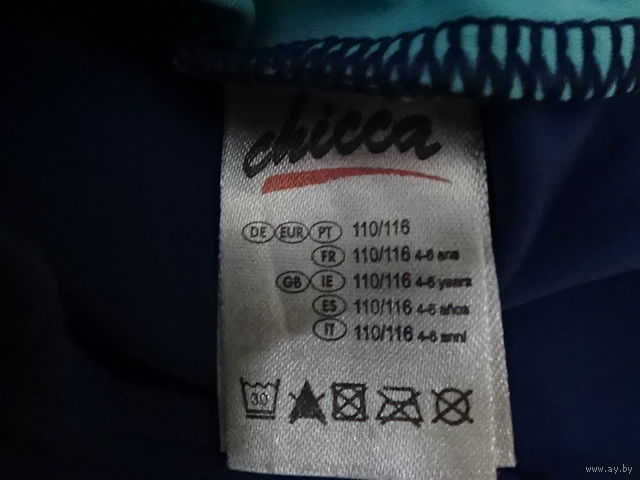 chicca
DE EUR PT 110/116
FR 110/116 4-6 ans
GB IE 110/116 4-6 years
ES 110/116 4-6 años
IT 110/116 4-6 anni
30
www.ay.by